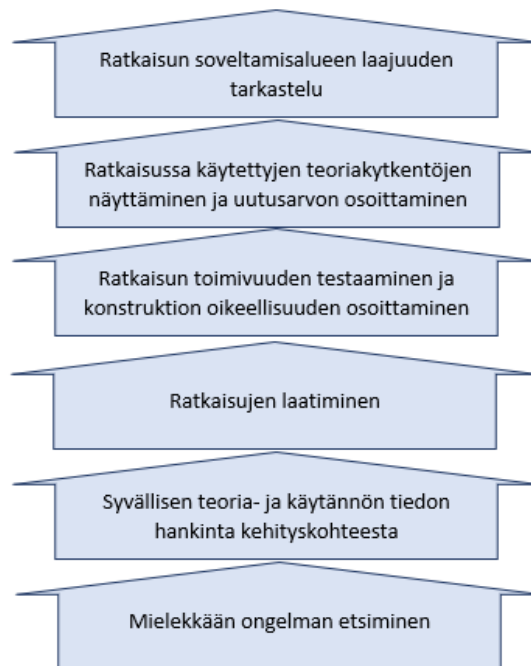 Ratkaisun soveltamisalueen laajuuden
tarkastelu
Ratkaisussa käytettyjen teoriakytkentöjen
näyttäminen ja uutusarvon osoittaminen
Ratkaisun toimivuuden testaaminen ja
konstruktion oikeellisuuden osoittaminen
Ratkaisujen laatiminen
Syvällisen teoria- ja käytännön tiedon
hankinta kehityskohteesta
Mielekkään ongelman etsiminen